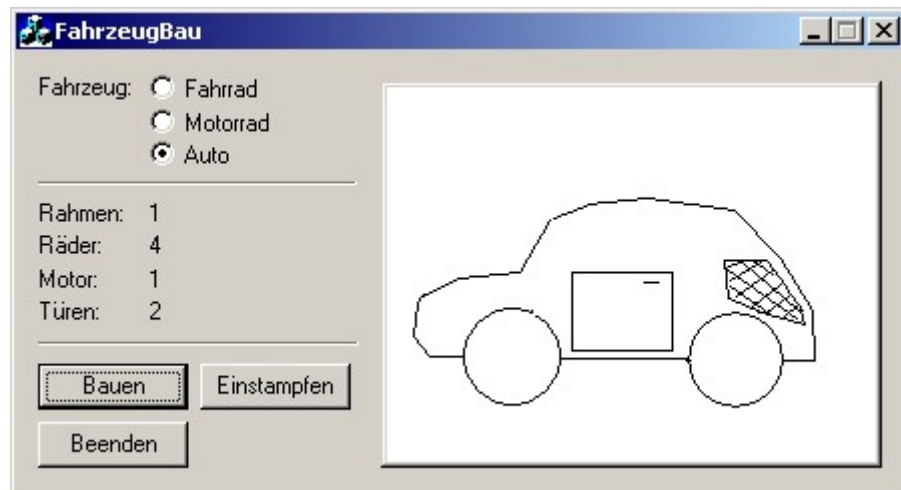 FahrzeugBau
Fahrzeug: Fahrrad
Motorrad
Auto
Rahmen: 1
Räder: 4
Motor: 1
Türen: 2
Bauen Einstampfen
Beenden